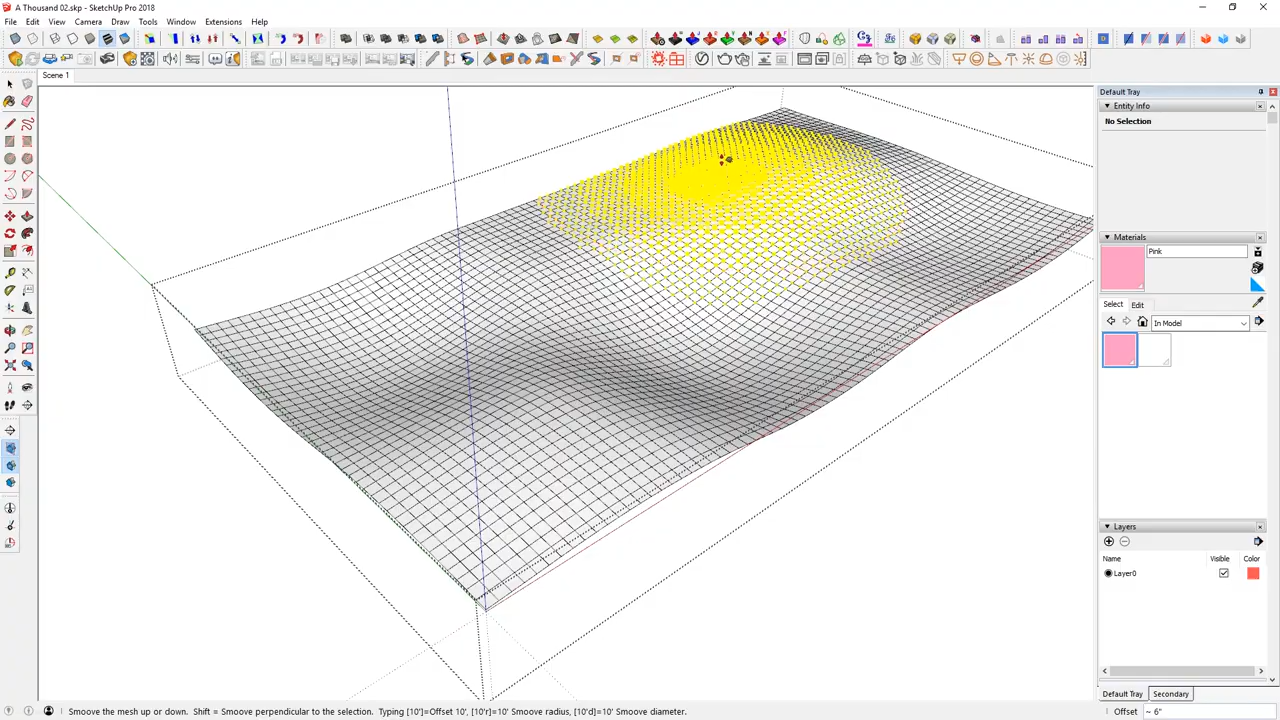 A Thousand 02.skp - SketchUp Pro 2018
File Edit View Camera Draw Tools Window Extensions Help
Scene 1
Default Tray
Entity Info
No Selection
Materials
Pink
Select Edit
In Model
Layers
Name Visible Color
Layer0
Default Tray Secondary
Smoove the mesh up or down. Shift = Smoove perpendicular to the selection. Typing [10']=Offset 10', [10'r]=10' Smoove radius, [10'd]=10' Smoove diameter.
Offset ~ 6"